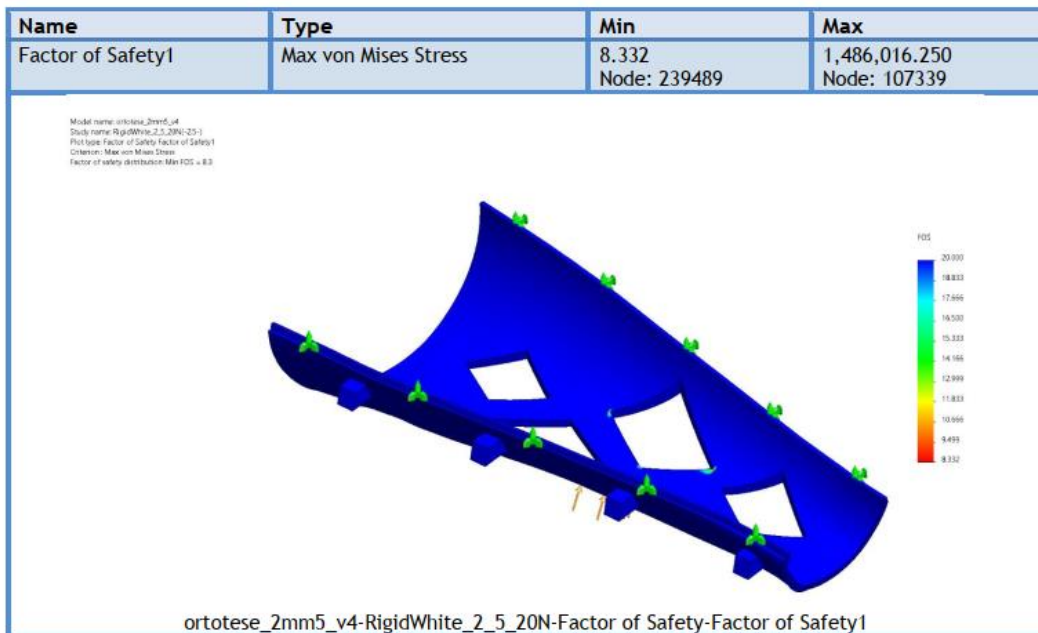 Name Type Min Max
Factor of Safety1 Max von Mises Stress 8.332 1,486,016.250
Node: 239489 Node: 107339
Model name: ortotese_2mm5_v4
Study name: RigidWhite_2_5_20N(-25-)
Plot type: Factor of Safety Factor of Safety1
Criterion : Max von Mises Stress
Factor of safety distribution: Min FOS = 8.3
FOS
20.000
18.833
17.666
16.500
15.333
14.166
12.999
11.833
10.666
9.499
8.332
ortotese_2mm5_v4-RigidWhite_2_5_20N-Factor of Safety-Factor of Safety1